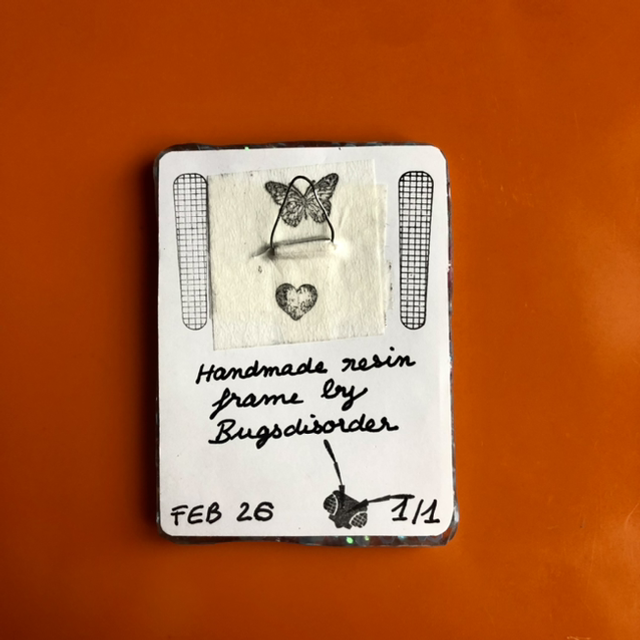 Handmade resin
frame by
Bugsdisorder
FEB 26
1/1